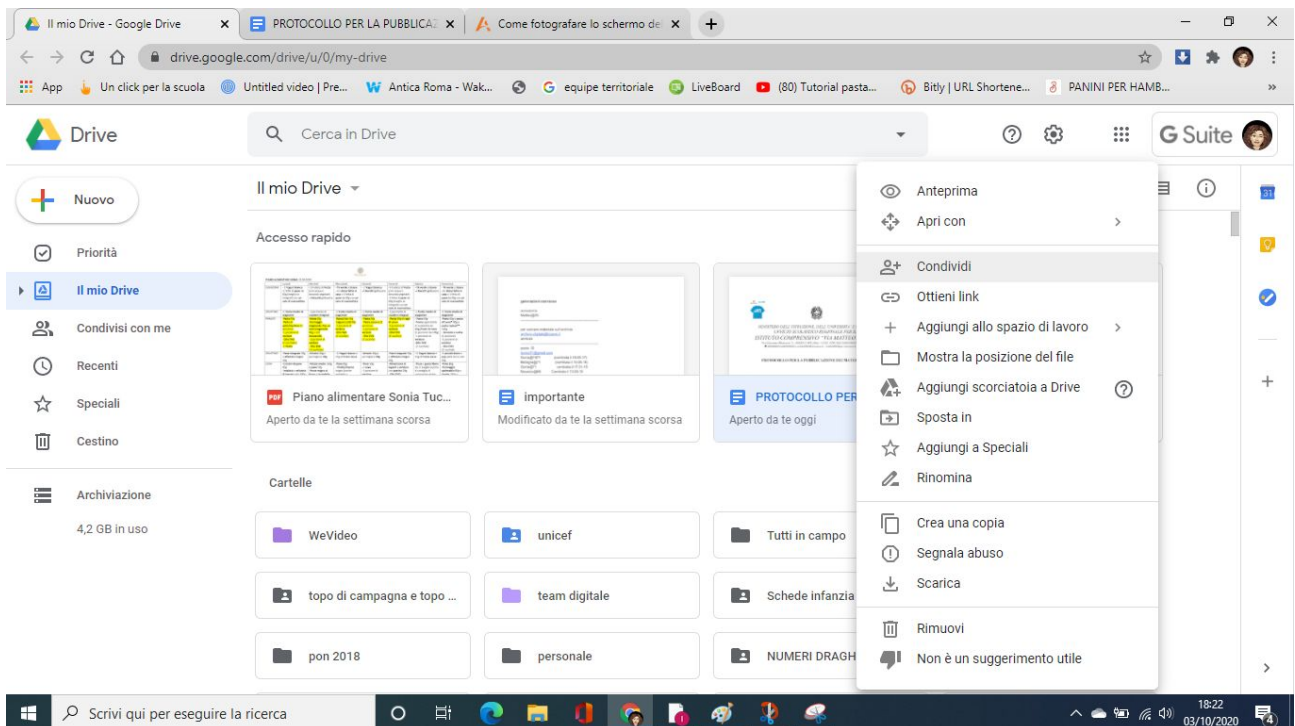 Il mio Drive - Google Drive
PROTOCOLLO PER LA PUBBLICAZ
Come fotografare lo schermo del
drive.google.com/drive/u/0/my-drive
App
Un click per la scuola
Untitled video | Pre...
Antica Roma - Wak...
equipe territoriale
LiveBoard
(80) Tutorial pasta...
Bitly | URL Shortene...
PANINI PER HAMB...
Drive
Cerca in Drive
G Suite
Nuovo
Priorità
Il mio Drive
Condivisi con me
Recenti
Speciali
Cestino
Archiviazione
4,2 GB in uso
Il mio Drive
Accesso rapido
PDF
Piano alimentare Sonia Tuc...
Aperto da te la settimana scorsa
importante
Modificato da te la settimana scorsa
PROTOCOLLO PER
Aperto da te oggi
Cartelle
WeVideo
unicef
Tutti in campo
topo di campagna e topo ...
team digitale
Schede infanzia
pon 2018
personale
NUMERI DRAGH
Anteprima
Apri con
Condividi
Ottieni link
Aggiungi allo spazio di lavoro
Mostra la posizione del file
Aggiungi scorciatoia a Drive
Sposta in
Aggiungi a Speciali
Rinomina
Crea una copia
Segnala abuso
Scarica
Rimuovi
Non è un suggerimento utile
31
Scrivi qui per eseguire la ricerca
18:22
03/10/2020
4